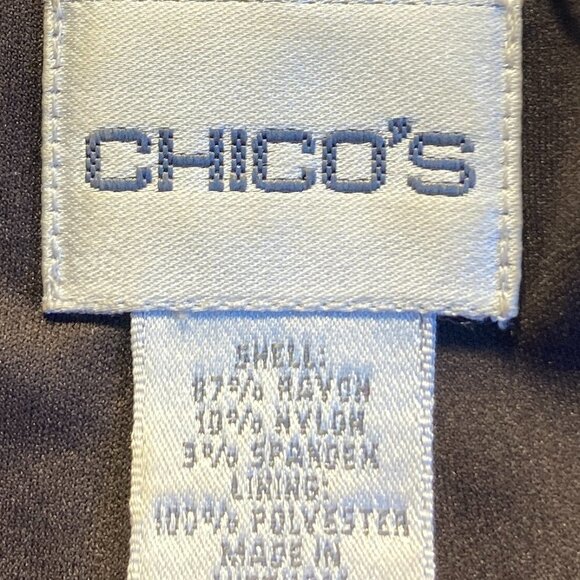 CHICO'S
SHELL:
87% RAYON
10% NYLON
3% SPANDEX
LINING:
100% POLYESTER
MADE IN